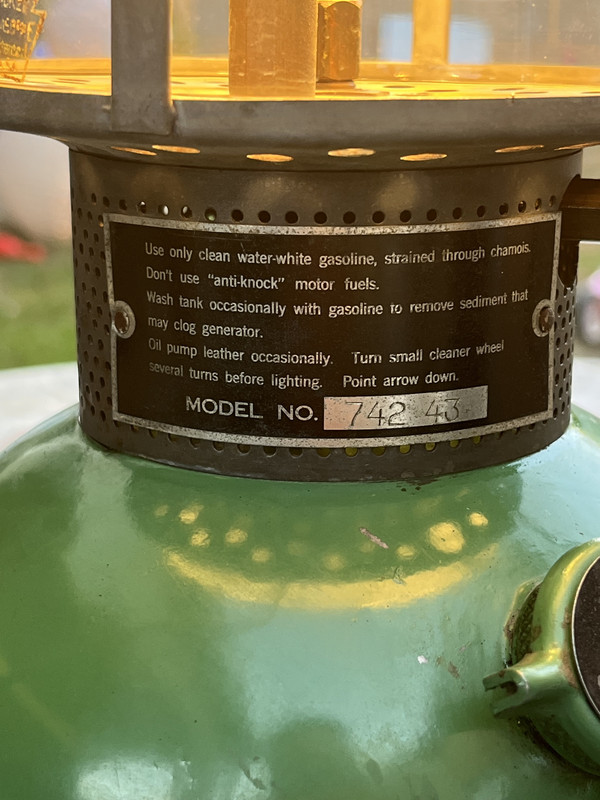 Use only clean water-white gasoline, strained through chamois.
Don't use "anti-knock" motor fuels.
Wash tank occasionally with gasoline to remove sediment that
may clog generator.
Oil pump leather occasionally. Turn small cleaner wheel
several turns before lighting. Point arrow down.
MODEL NO. 742 43